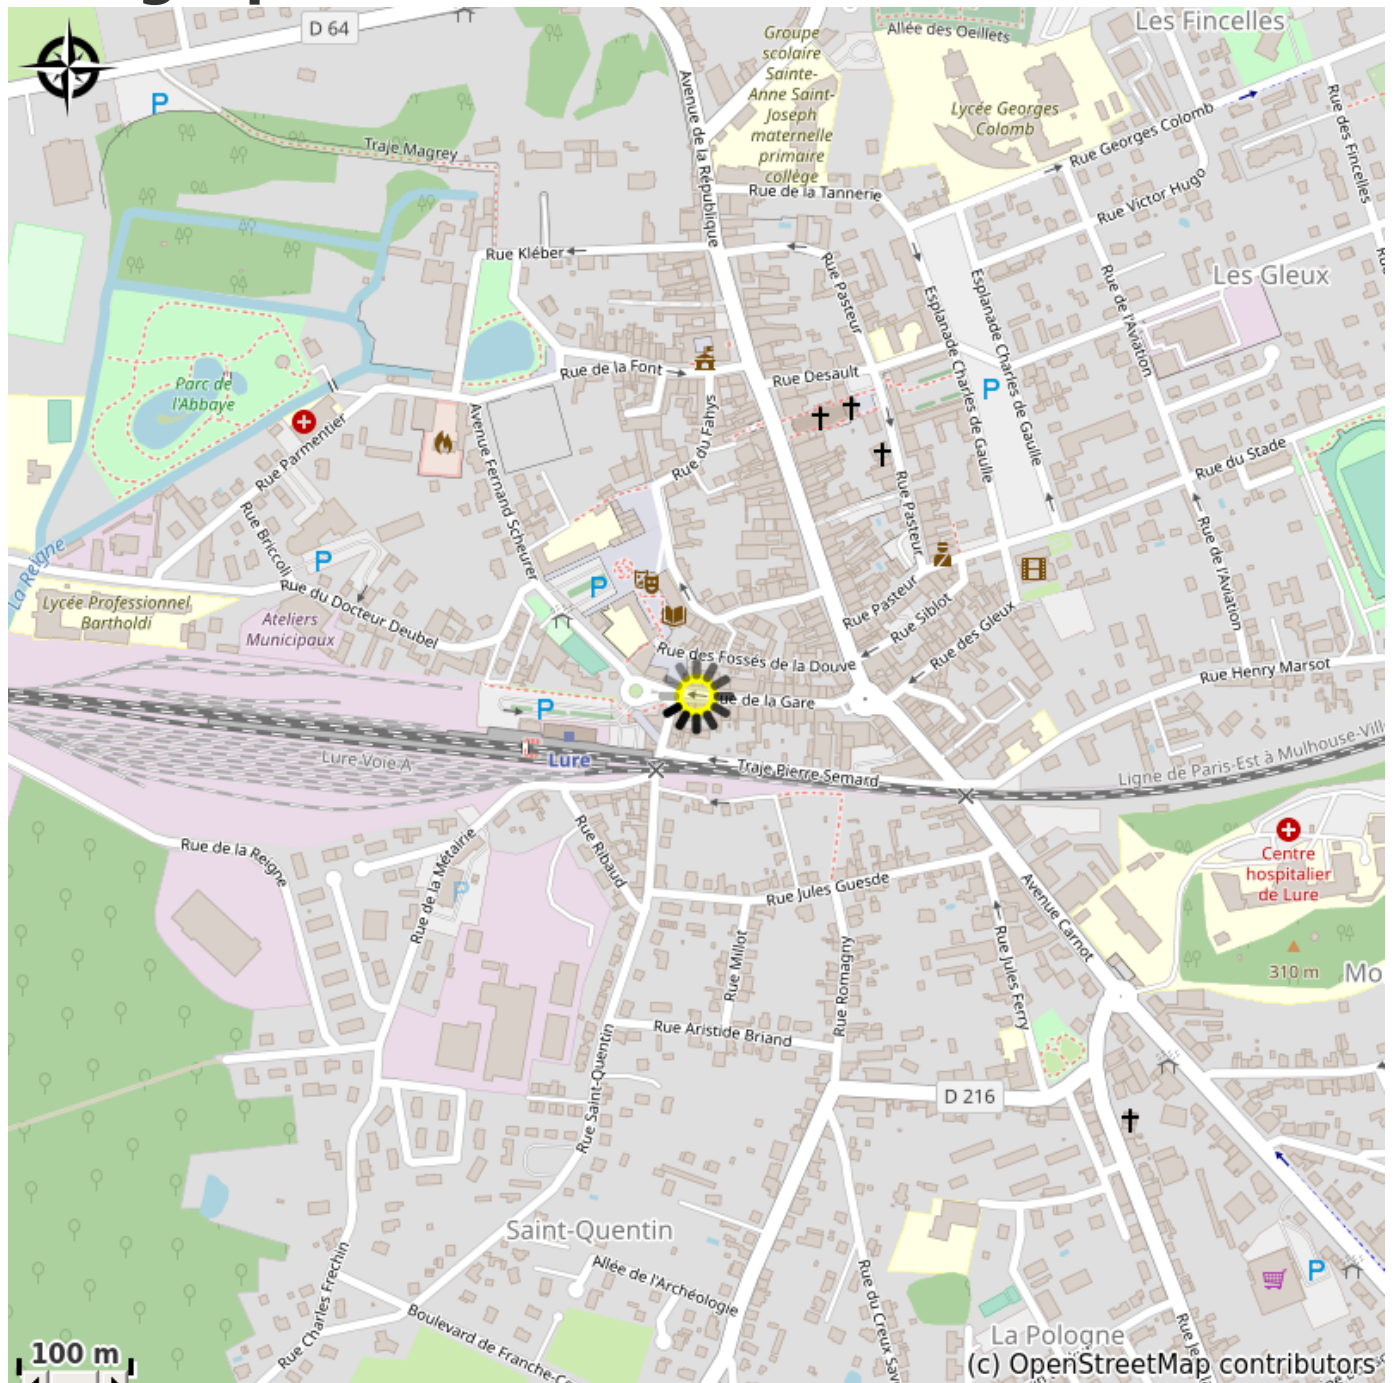 D 64
Les Fincelles
Allée des Oeillets
Groupe
scolaire
Sainte-
Anne Saint-
Joseph
maternelle
primaire
collège
Lycée Georges
Colomb
Avenue de la République
Rue Georges Colomb
Rue des Fincelles
P
Traje Magrey
Rue de la Tannerie
Rue Victor Hugo
Rue Kléber
Rue Pasteur
Les Gleux
Esplanade Charles de Gaulle
Esplanade Charles de Gaulle
Rue de l'Aviation
Rue de la Font
Rue Desault
P
Parc de
l'Abbaye
Rue Parmentier
Avenue Fernand Scheurer
Rue du Fahys
Rue du Stade
Rue Pasteur
Rue de l'Aviation
Rue Briccoli
P
P
La Reigne
Lycée Professionnel
Bartholdi
Ateliers
Municipaux
Rue du Docteur Deubel
Rue Pasteur
Rue Siblot
Rue des Gleux
Rue des Fossés de la Douve
Rue Henry Marsot
ue de la Gare
P
Lure
Lure Voie A
Traje Pierre Semard
Ligne de Paris-Est à Mulhouse-Ville
Rue de la Reigne
Rue de la Métairie
Rue Ribaud
P
Rue Jules Guesde
Avenue Carnot
Centre
hospitalier
de Lure
310 m
Mo
Rue Millot
Rue Romagny
Rue Jules Ferry
Rue Aristide Briand
Rue Saint-Quentin
D 216
Saint-Quentin
Allée de l'Archéologie
Rue Charles Frechin
Boulevard de Franche-Co
Rue du Creux Sav
P
La Pologne
Rue Je
100 m
(c) OpenStreetMap contributors